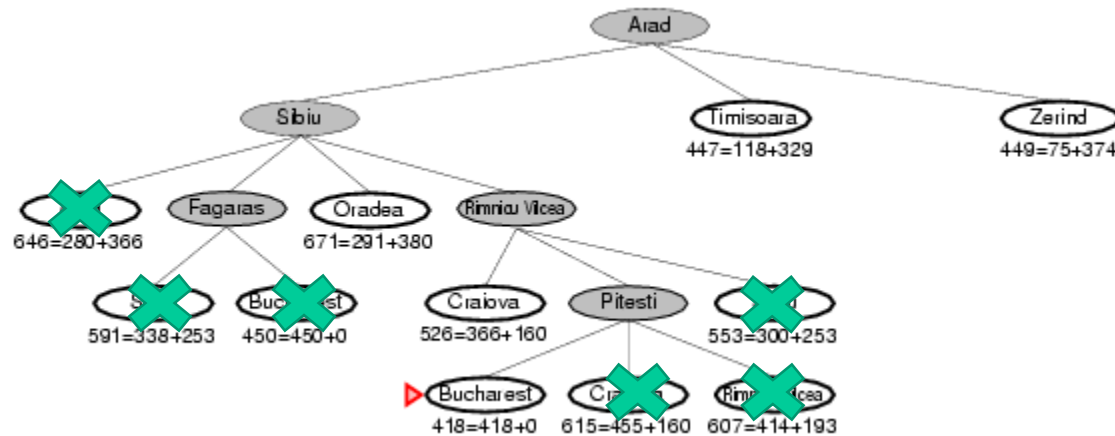 Arad
Sibiu
Timisoara
Zerind
447=118+329
449=75+374
Fagaras
Oradea
Rimnicu Vilcea
646=280+366
671=291+380
Craiova
Pitesti
591=338+253
450=450+0
526=366+160
553=300+253
Bucharest
418=418+0
615=455+160
607=414+193